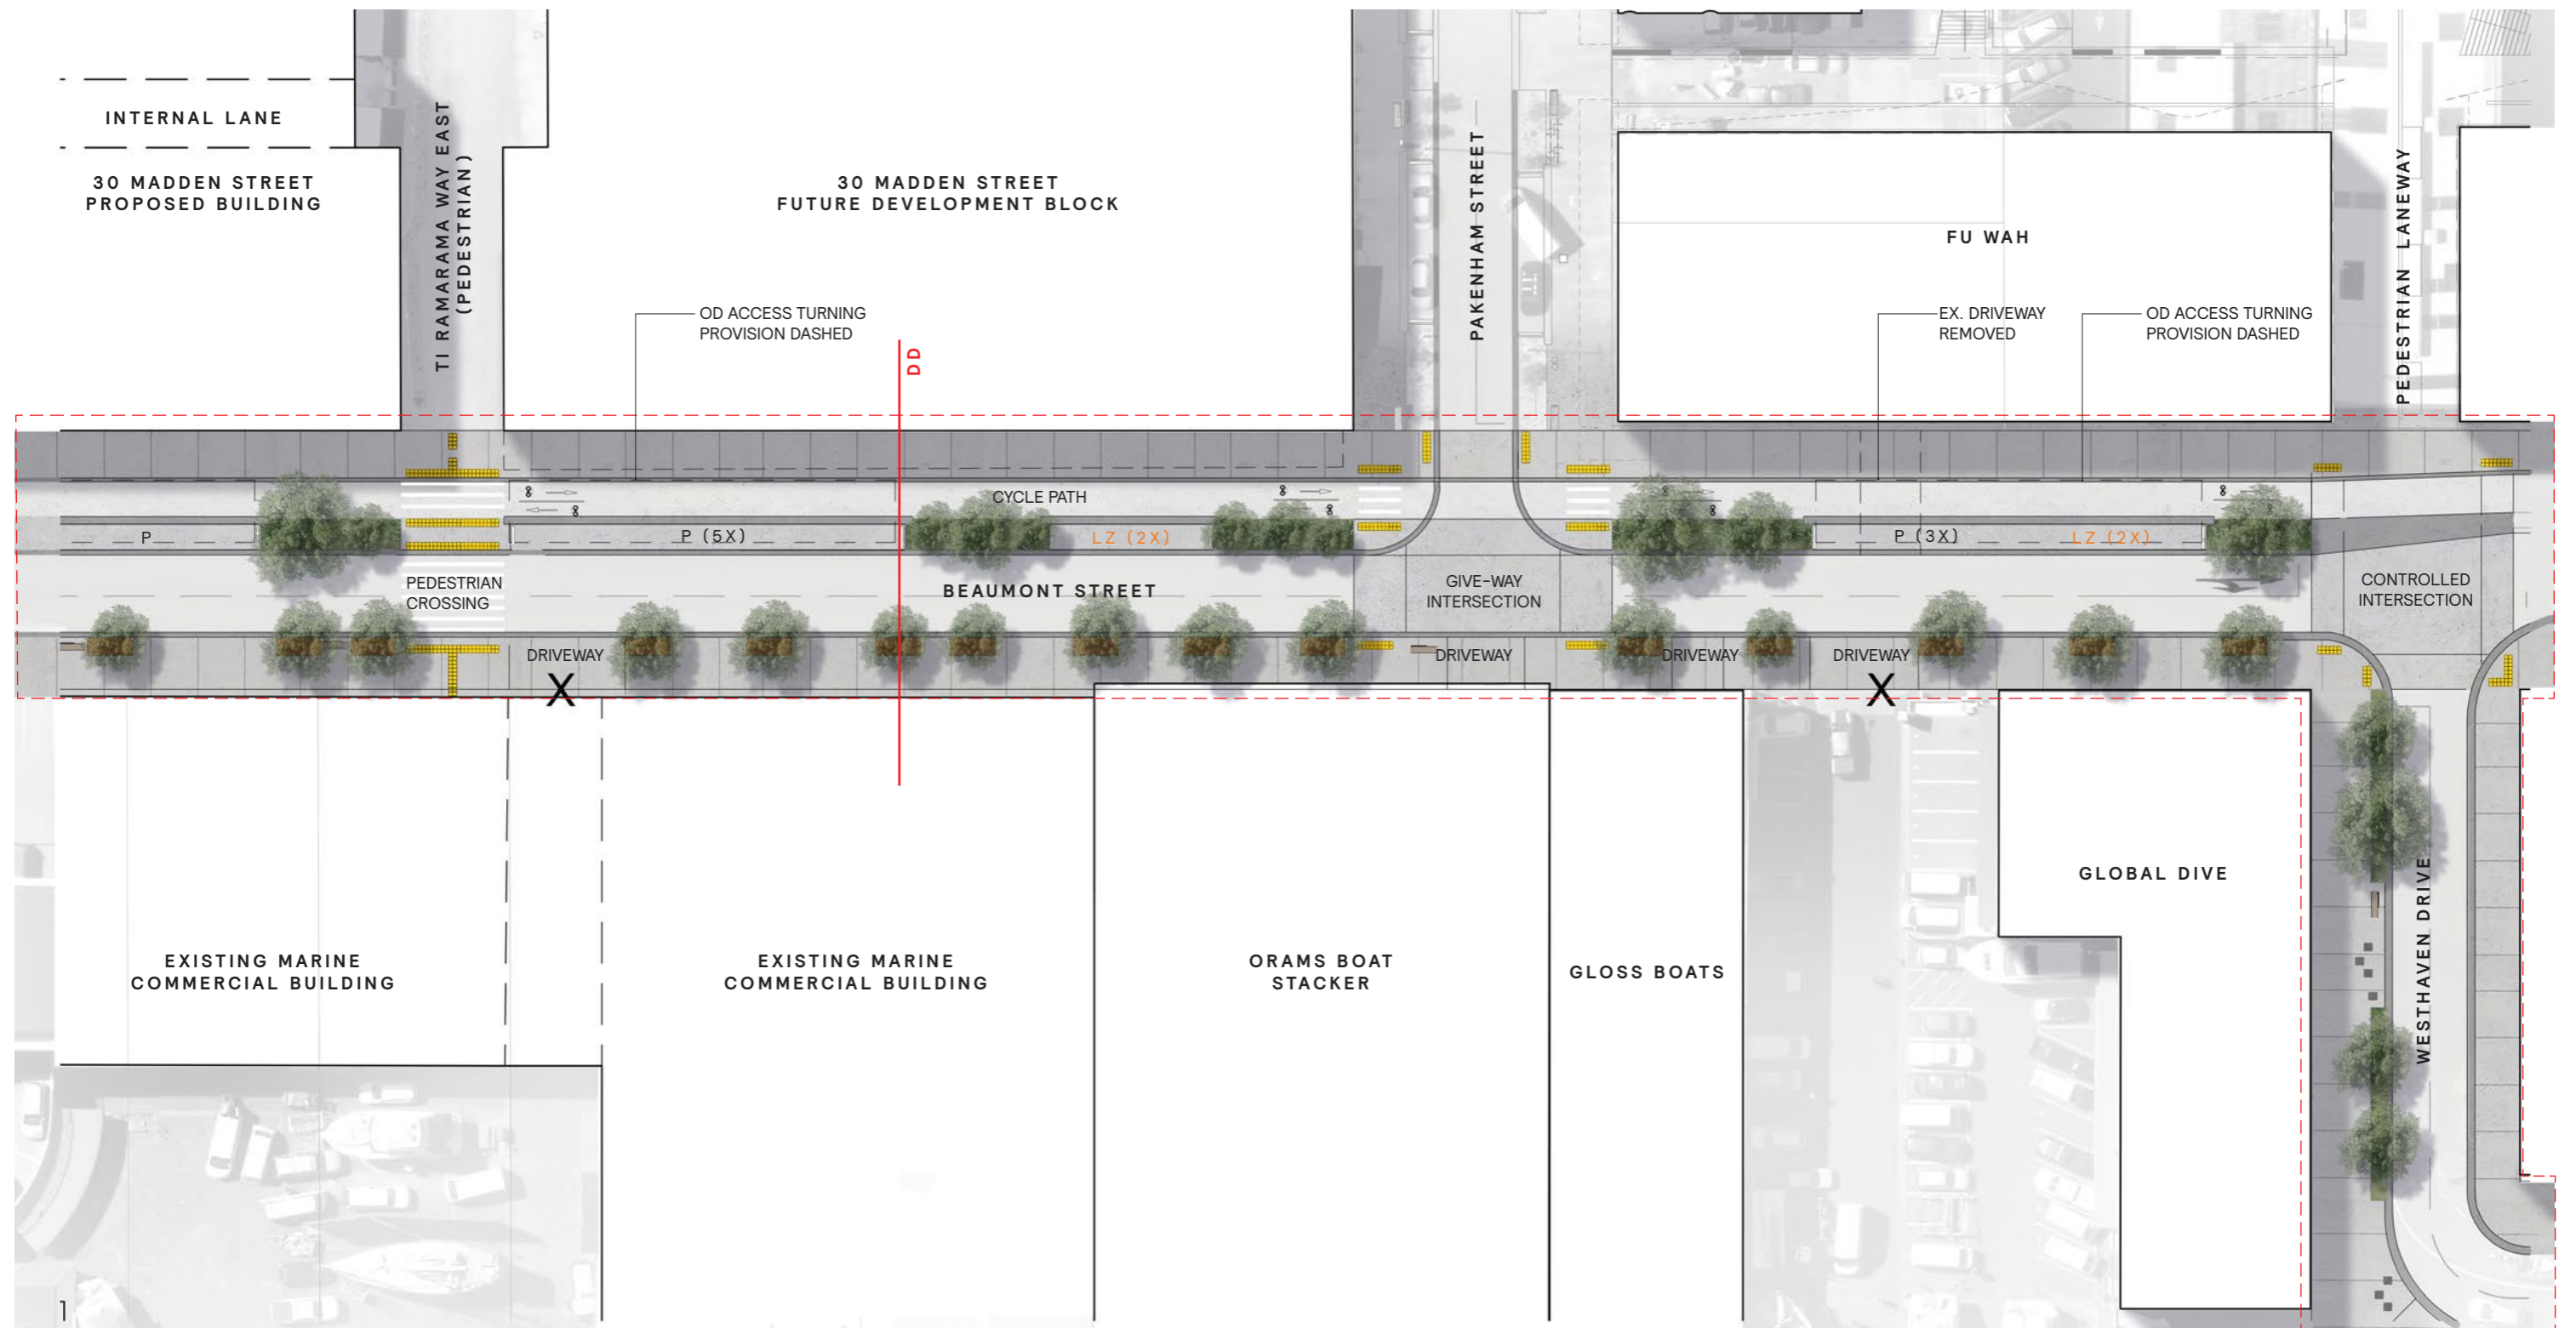 INTERNAL LANE
30 MADDEN STREET
PROPOSED BUILDING
TI RAMARAMA WAY EAST
(PEDESTRIAN)
30 MADDEN STREET
FUTURE DEVELOPMENT BLOCK
PAKENHAM STREET
FU WAH
PEDESTRIAN LANEWAY
OD ACCESS TURNING
PROVISION DASHED
DD
EX. DRIVEWAY
REMOVED
OD ACCESS TURNING
PROVISION DASHED
CYCLE PATH
P
P (5X)
LZ (2X)
P (3X)
LZ (2X)
PEDESTRIAN
CROSSING
BEAUMONT STREET
GIVE-WAY
INTERSECTION
CONTROLLED
INTERSECTION
DRIVEWAY
DRIVEWAY
DRIVEWAY
DRIVEWAY
X
X
EXISTING MARINE
COMMERCIAL BUILDING
EXISTING MARINE
COMMERCIAL BUILDING
ORAMS BOAT
STACKER
GLOSS BOATS
GLOBAL DIVE
WESTHAVEN DRIVE
1